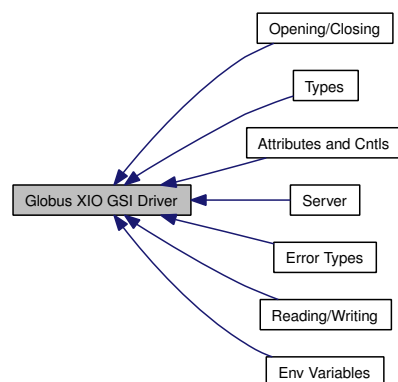 Opening/Closing
Types
Attributes and Cntls
Globus XIO GSI Driver
Server
Error Types
Reading/Writing
Env Variables